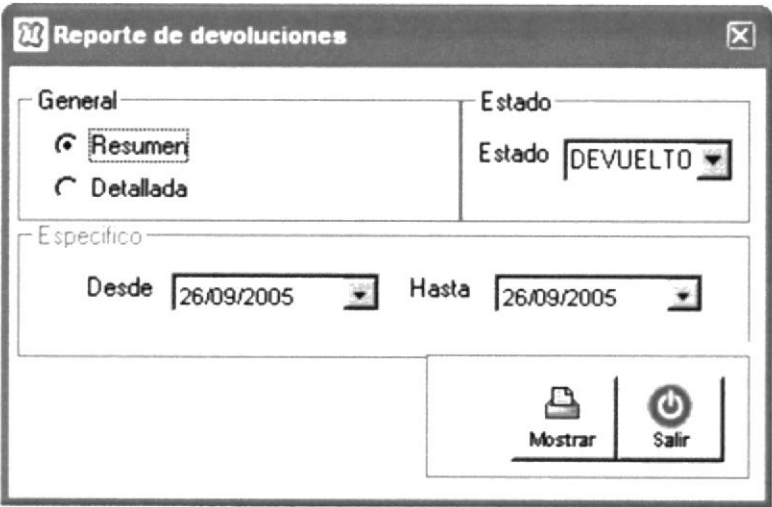 Reporte de devoluciones
General
Resumen
Detallada
Estado
Estado DEVUELTO
Especifico
Desde 26/09/2005 Hasta 26/09/2005
Mostrar Salir